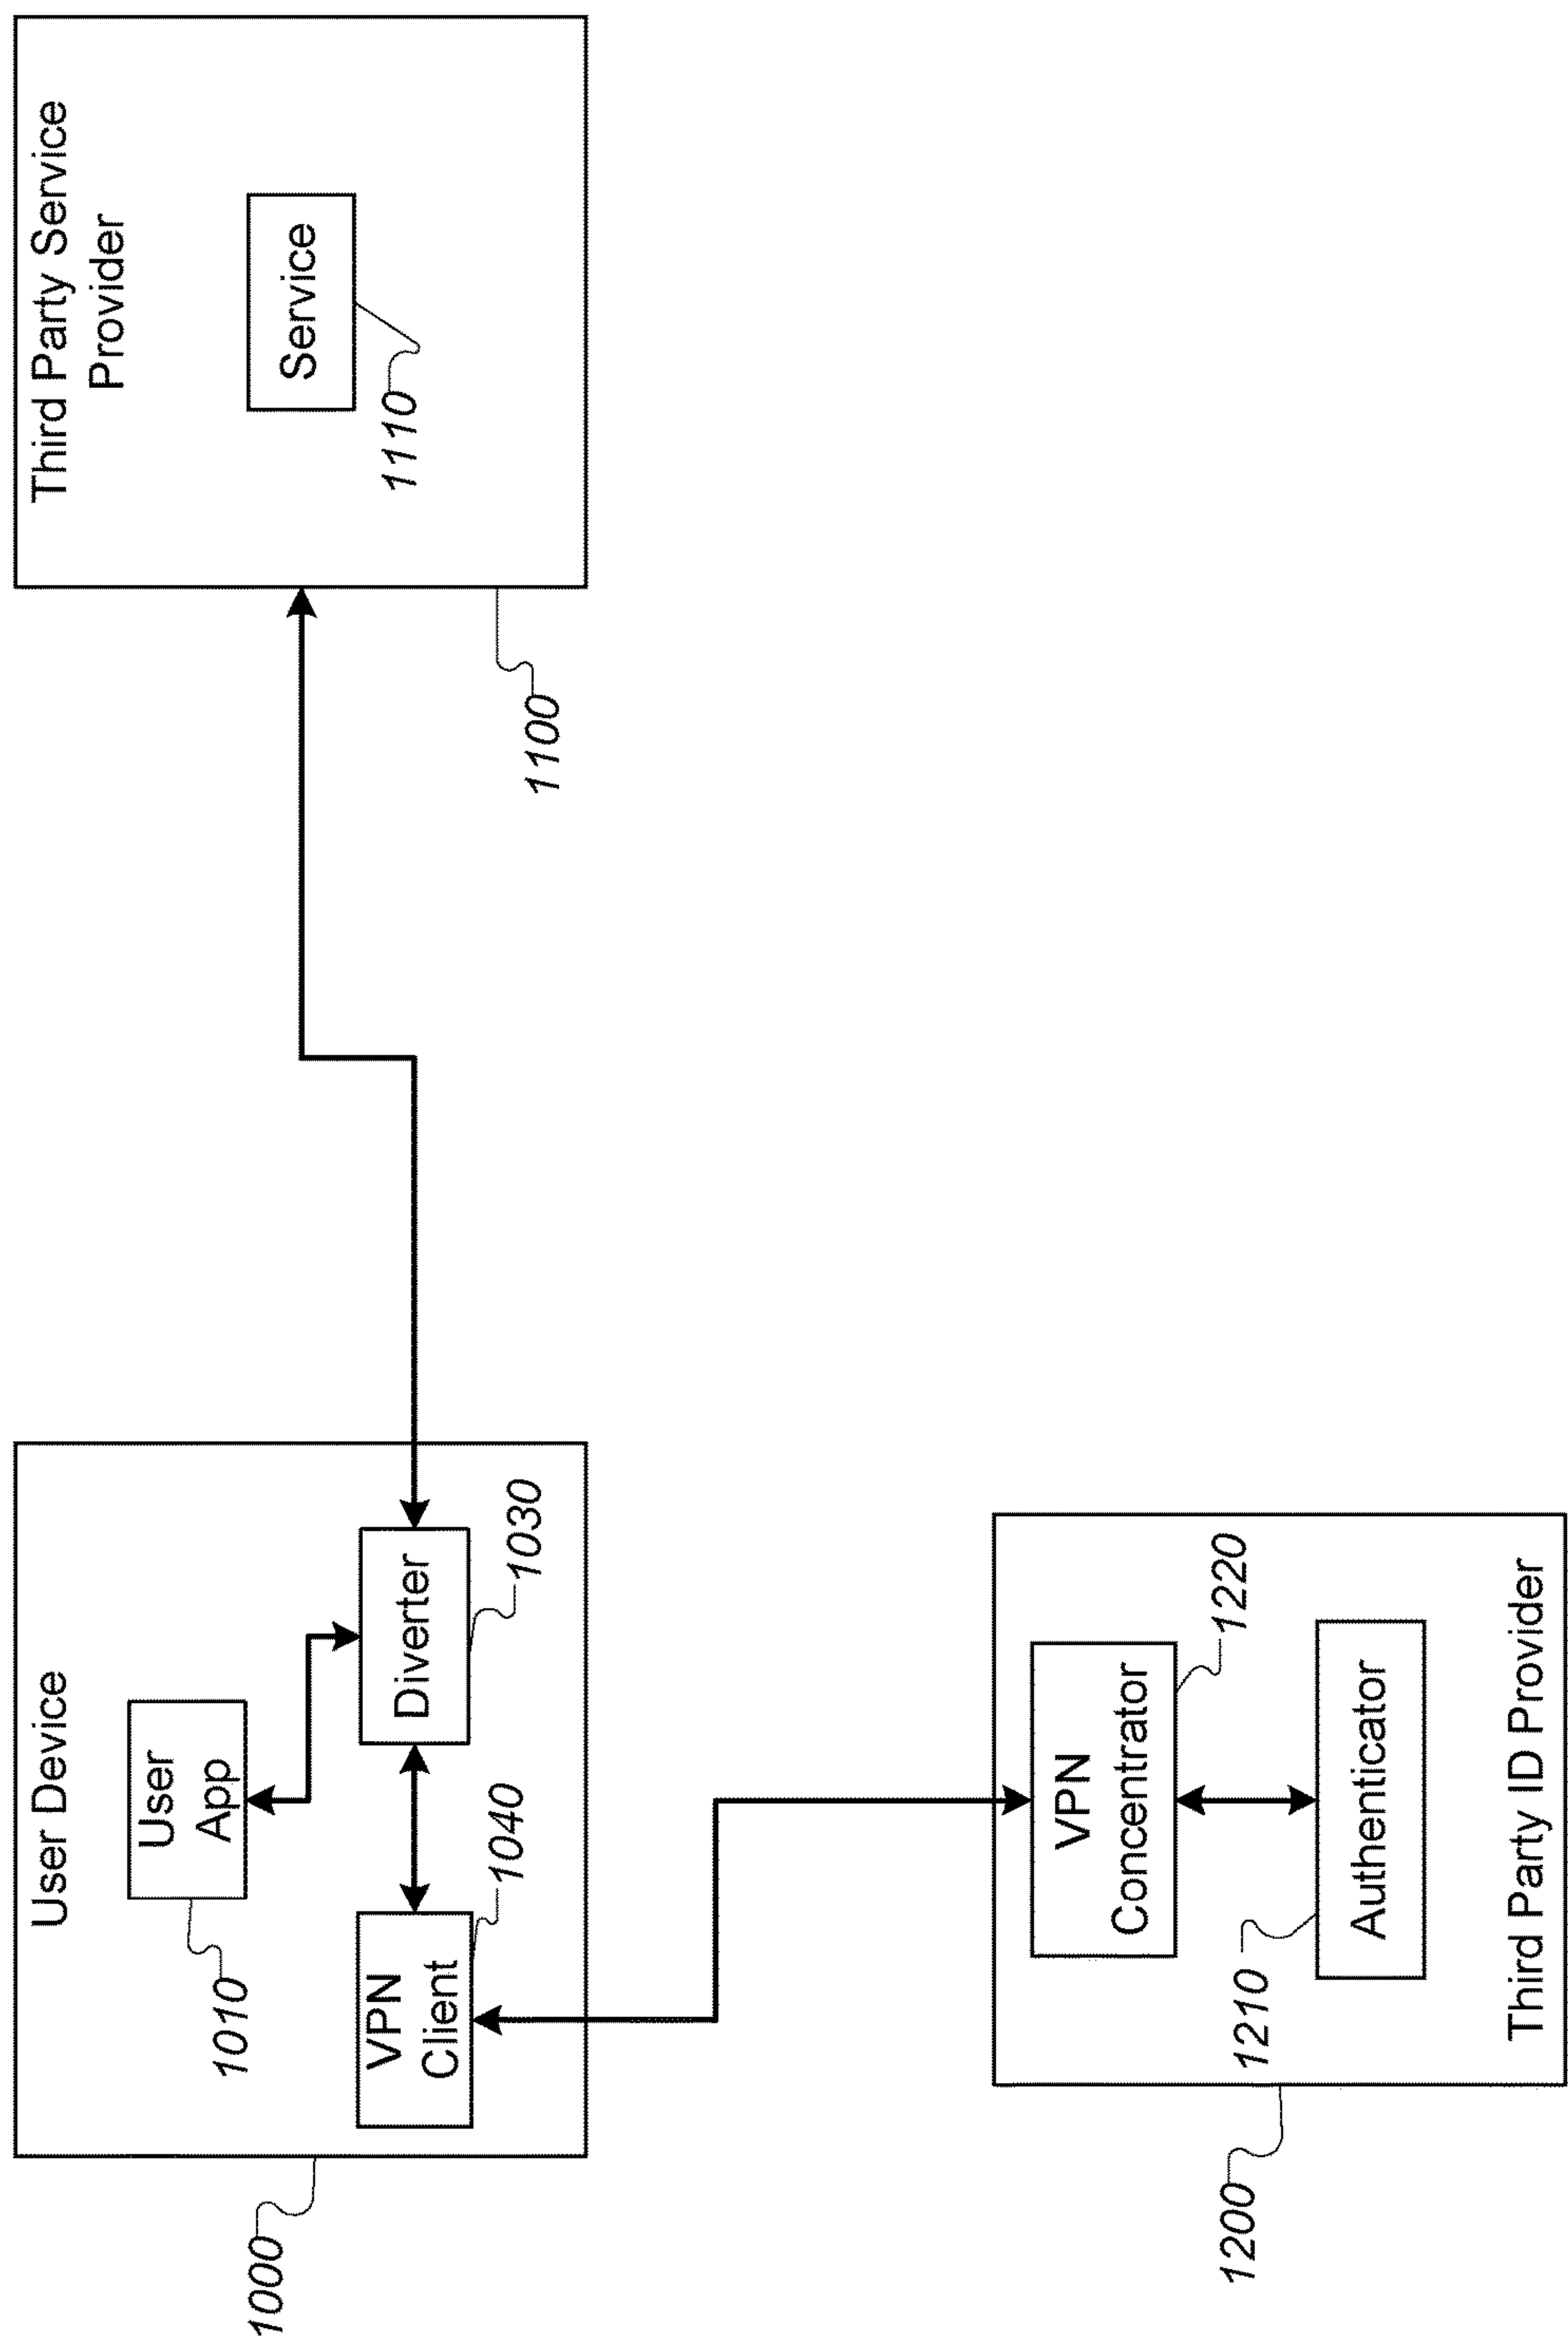 User Device
User
App
1010
VPN
Client
1040
Diverter
1030
1000
Third Party Service
Provider
Service
1110
1100
VPN
Concentrator
1220
1210
Authenticator
Third Party ID Provider
1200